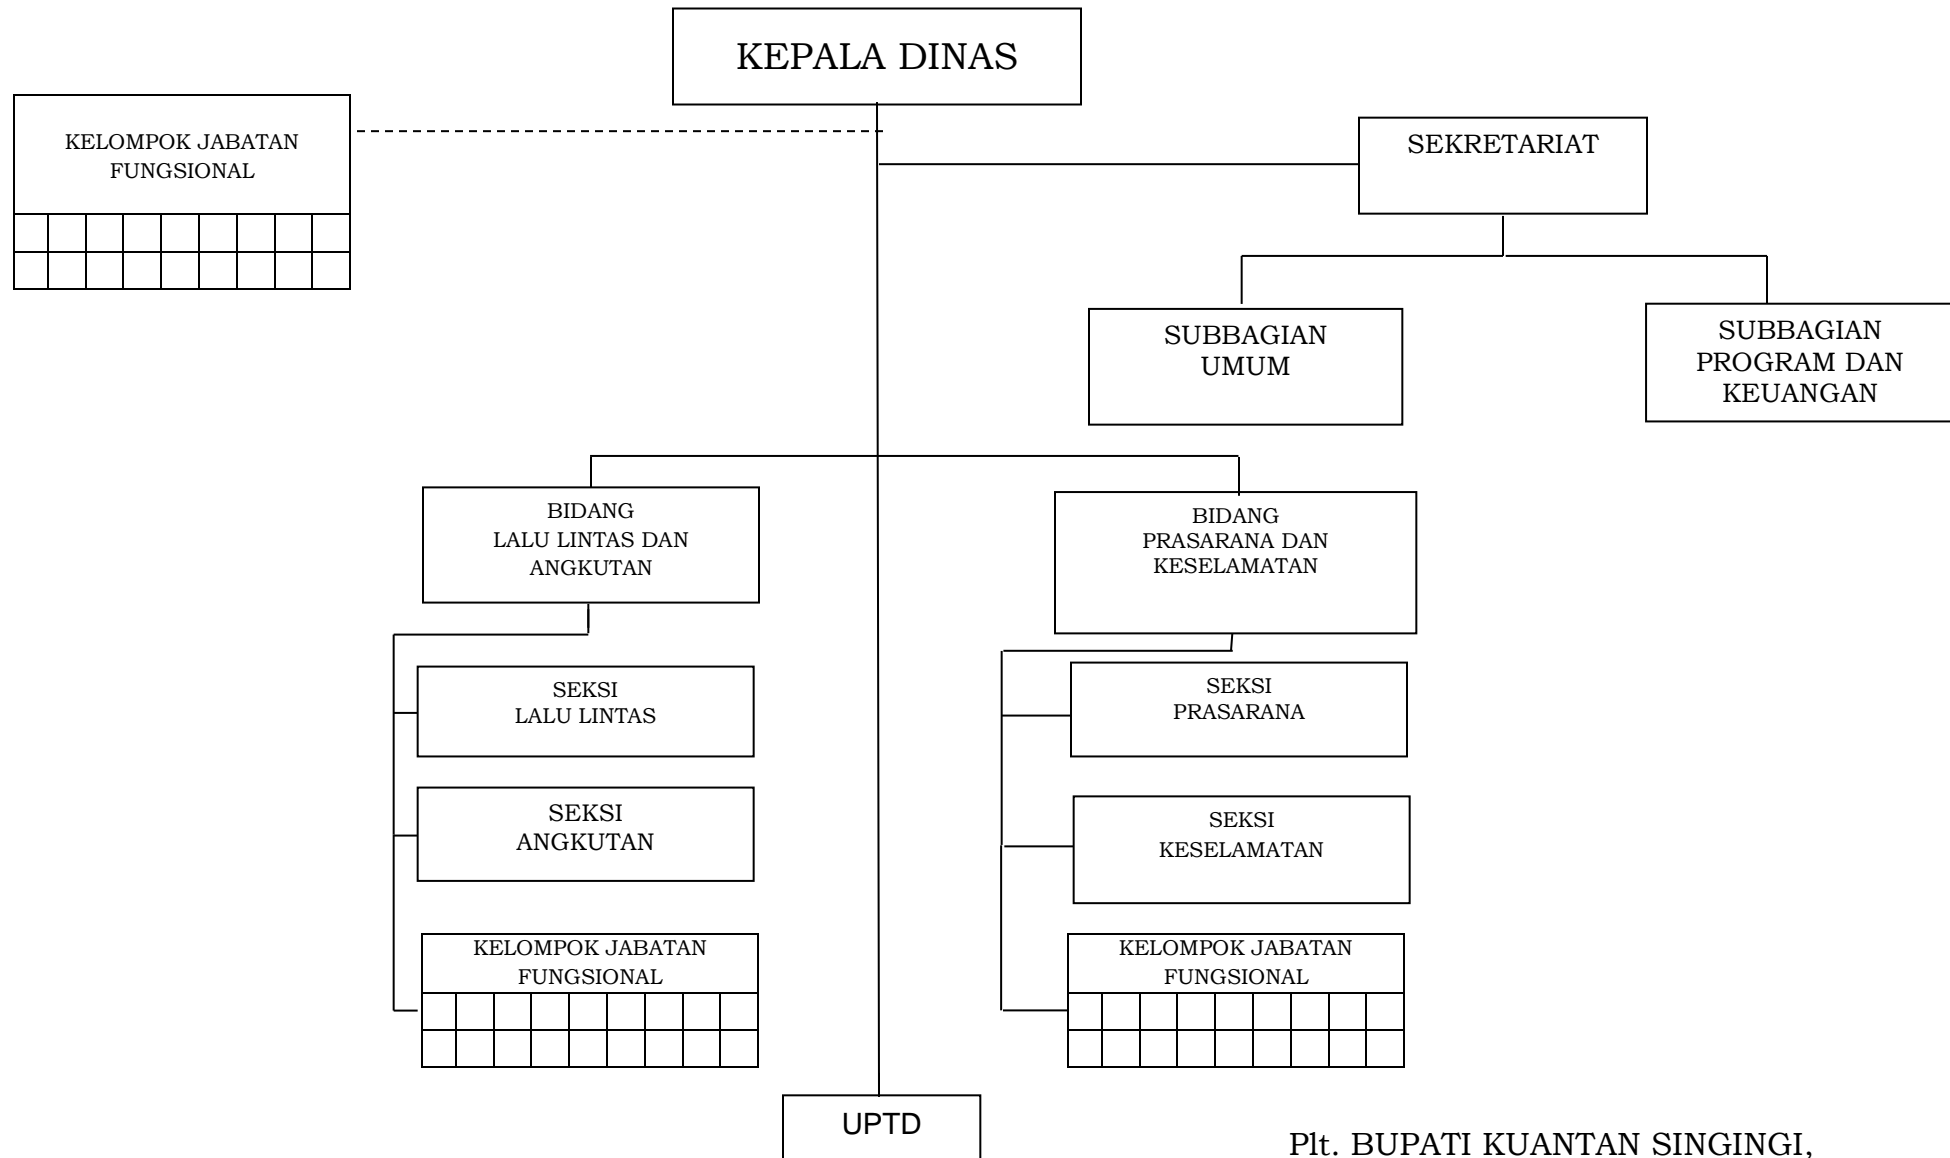 KEPALA DINAS
KELOMPOK JABATAN
FUNGSIONAL
SEKRETARIAT
SUBBAGIAN
UMUM
SUBBAGIAN
PROGRAM DAN
KEUANGAN
BIDANG
LALU LINTAS DAN
ANGKUTAN
BIDANG
PRASARANA DAN
KESELAMATAN
SEKSI
LALU LINTAS
SEKSI
PRASARANA
SEKSI
ANGKUTAN
SEKSI
KESELAMATAN
KELOMPOK JABATAN
FUNGSIONAL
KELOMPOK JABATAN
FUNGSIONAL
UPTD
Plt. BUPATI KUANTAN SINGINGI,